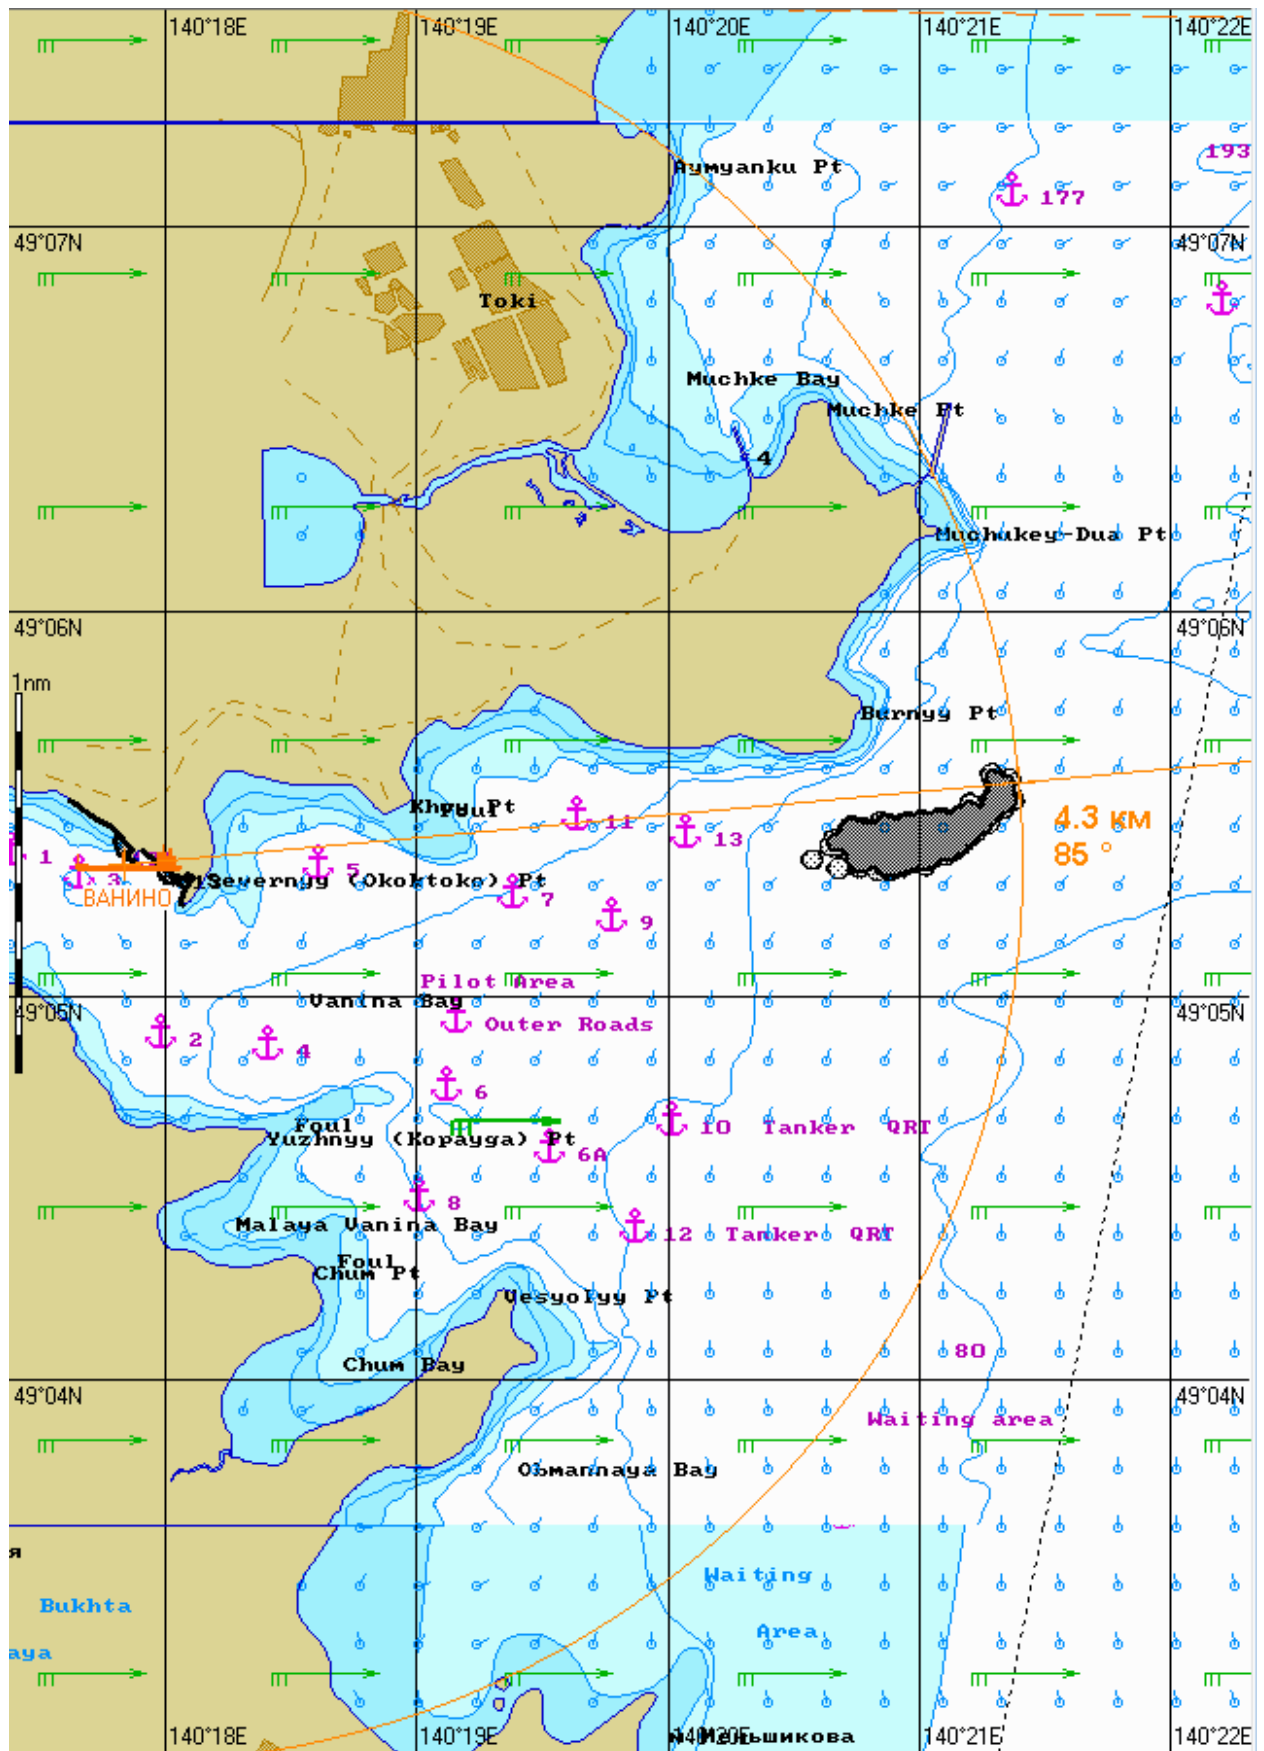 140°18E 140°19E 140°20E 140°21E 140°22E
193
Aymyanku Pt
177
49°07N 49°07N
Toki
Muchke Bay
Muchke Pt
4
Muchukey-Dua Pt
49°06N 49°06N
1nm
Burnyy Pt
11
13
4.3 км
85 °
1
5
3
Severnyy (Okoktoko) Pt
7
ВАНИНО
9
Pilot Area
Vanina Bay
49°05N 49°05N
Outer Roads
2
4
6
Foul
10 Tanker QRT
Yuzhnyy (Kopayga) Pt
6A
8
Malaya Vanina Bay
12 Tanker QRT
Foul
Chum Pt
Vesyolyy Pt
80
Chum Bay
49°04N 49°04N
Waiting area
Obmannaya Bay
я
Waiting
Bukhta
Area
aya
140°18E 140°19E 140°20E 140°21E 140°22E
Меньшикова